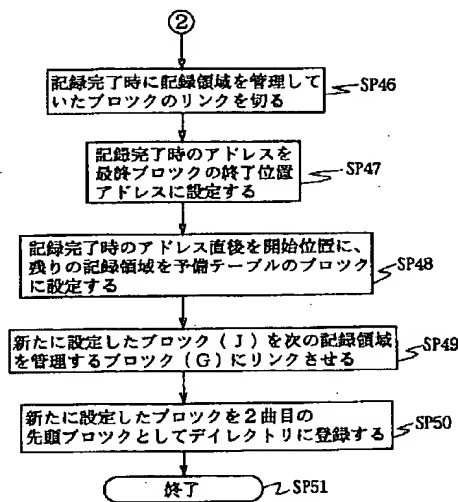 ②
記録完了時に記録領域を管理して
いたブロックのリンクを切る
SP46
記録完了時のアドレスを
最終ブロックの終了位置
アドレスに設定する
SP47
記録完了時のアドレス直後を開始位置に、
残りの記録領域を予備テーブルのブロック
に設定する
SP48
新たに設定したブロック(J)を次の記録領域
を管理するブロック(G)にリンクさせる
SP49
新たに設定したブロックを2曲目の
先頭ブロックとしてデイレクトリに登録する
SP50
終了
SP51